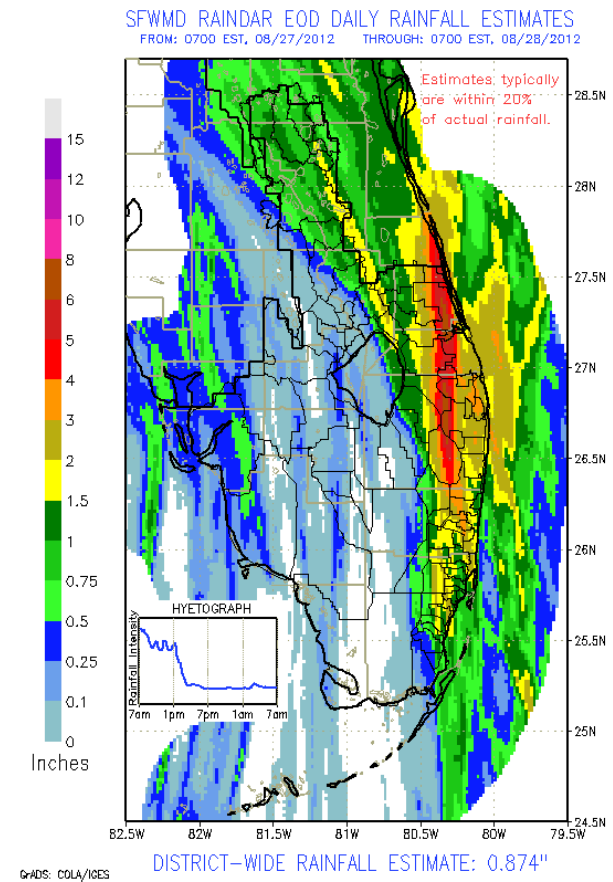 SFWMD RAINDAR EOD DAILY RAINFALL ESTIMATES
FROM: 0700 EST, 08/27/2012 THROUGH: 0700 EST, 08/28/2012
Estimates typically
are within 20%
of actual rainfall.
15
12
10
8
6
5
4
3
2
1.5
1
0.75
0.5
0.25
0.1
0
Inches
28.5N
28N
27.5N
27N
26.5N
26N
25.5N
25N
24.5N
HYETOGRAPH
Rainfall Intensity
7am 1pm 7pm 1am 7am
82.5W 82W 81.5W 81W 80.5W 80W 79.5W
DISTRICT-WIDE RAINFALL ESTIMATE: 0.874"
GrADS: COLA/IGES